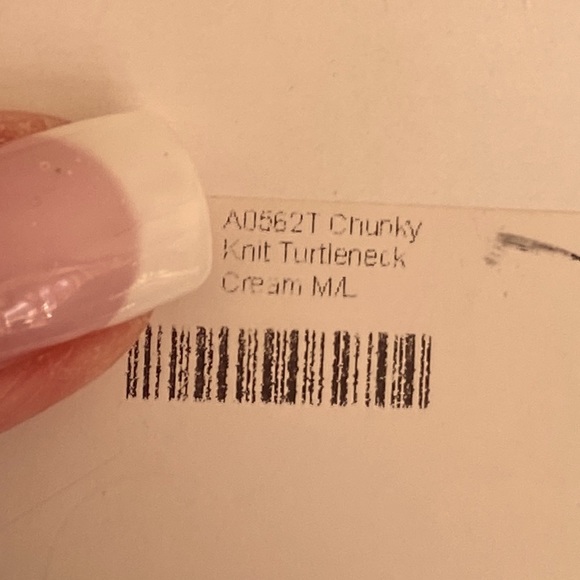 A0562T Chunky
Knit Turtleneck
Cream M/L